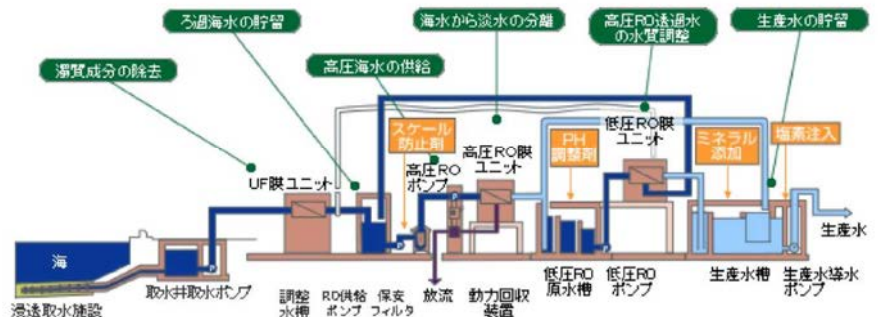 ろ過海水の貯留
海水から淡水の分離
高圧RO透過水
の水質調整
生産水の貯留
濁質成分の除去
高圧海水の供給
スケール
防止剤
低圧RO膜
ユニット
PH
調整剤
ミネラル
添加
塩素注入
UF膜ユニット
高圧RO
ポンプ
高圧RO膜
ユニット
海
生産水
浸透取水施設
取水井
取水ポンプ
調整
水槽
RO供給
ポンプ
保安
フィルタ
放流
動力回収
装置
低圧RO
原水槽
低圧RO
ポンプ
生産水槽
生産水導水
ポンプ
P
P
P